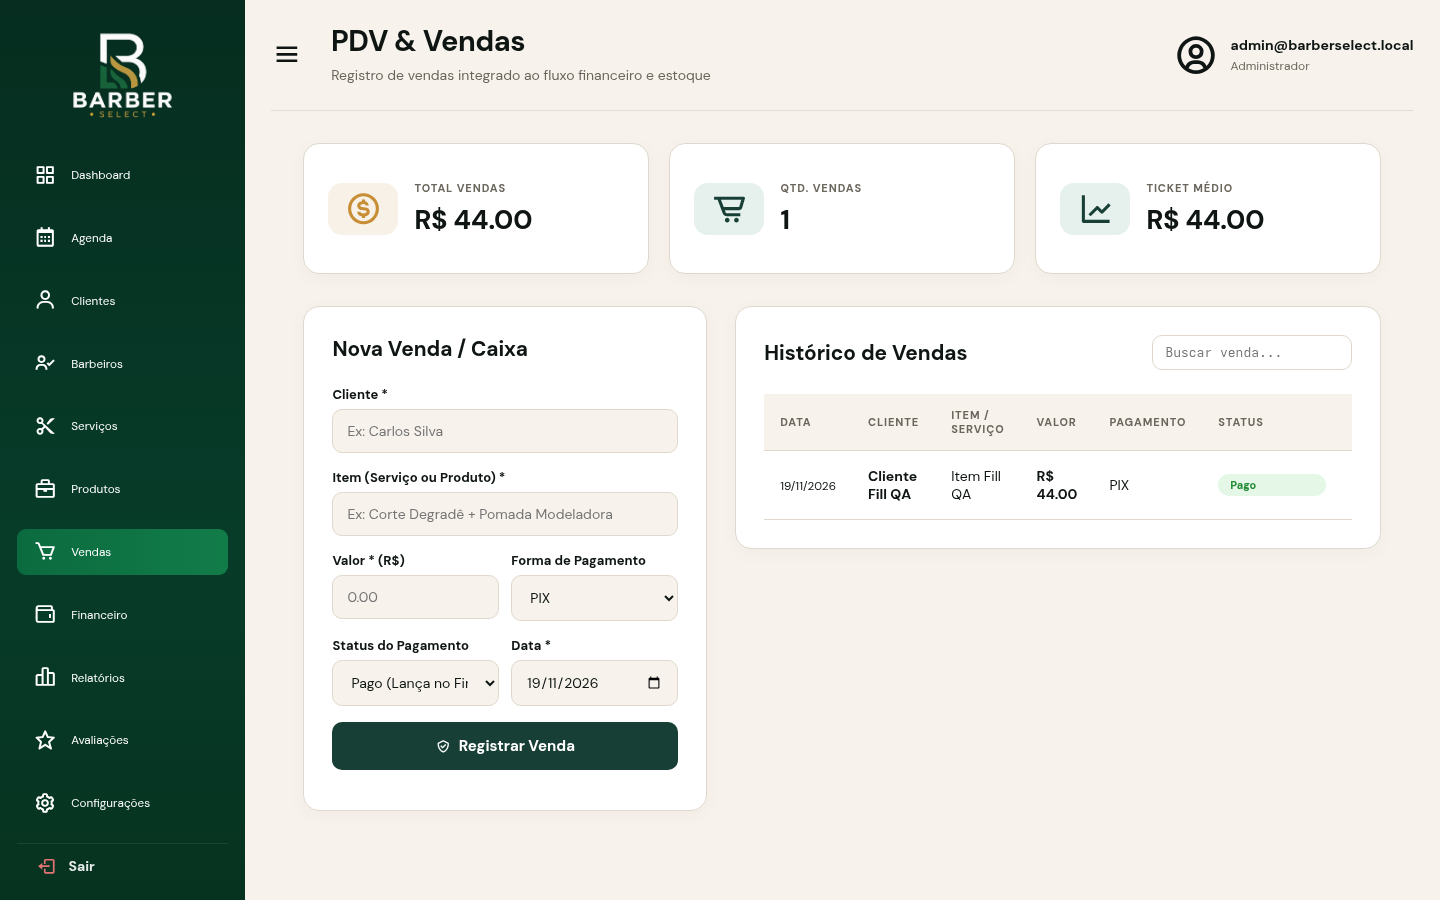 BARBER
SELECT
Dashboard
Agenda
Clientes
Barbeiros
Serviços
Produtos
Vendas
Financeiro
Relatórios
Avaliações
Configurações
Sair
PDV & Vendas
Registro de vendas integrado ao fluxo financeiro e estoque
admin@barberselect.local
Administrador
TOTAL VENDAS
R$ 44.00
QTD. VENDAS
1
TICKET MÉDIO
R$ 44.00
Nova Venda / Caixa
Cliente *
Ex: Carlos Silva
Item (Serviço ou Produto) *
Ex: Corte Degradê + Pomada Modeladora
Valor * (R$)
Forma de Pagamento
0.00
PIX
Status do Pagamento
Data *
Pago (Lança no Fir
19/11/2026
Registrar Venda
Histórico de Vendas
Buscar venda...
DATA
CLIENTE
ITEM /
SERVIÇO
VALOR
PAGAMENTO
STATUS
19/11/2026
Cliente
Fill QA
Item Fill
QA
R$
44.00
PIX
Pago